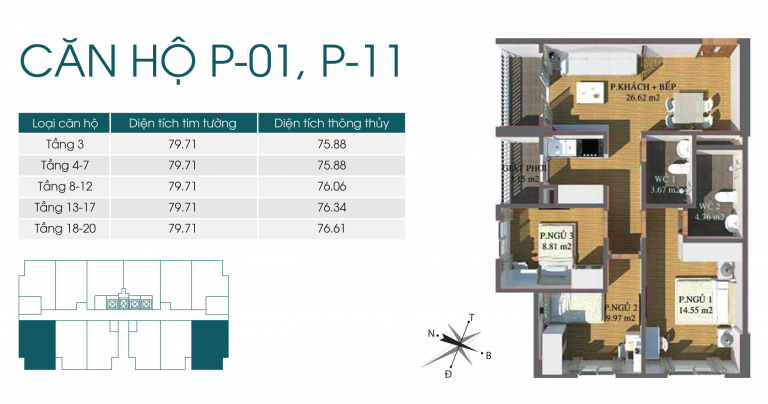 CĂN HỘ P-01, P-11
Loại căn hộ Diện tích tim tường Diện tích thông thủy
Tầng 3 79.71 75.88
Tầng 4-7 79.71 75.88
Tầng 8-12 79.71 76.06
Tầng 13-17 79.71 76.34
Tầng 18-20 79.71 76.61
P.KHÁCH + BẾP
26.62 m2
GIẶT PHƠI
m2
WC 1
3.67 m2
WC 2
4.76 m2
P.NGỦ 3
8.81 m2
P.NGỦ 1
14.55 m2
P.NGỦ 2
9.97 m2
T
N
B
Đ